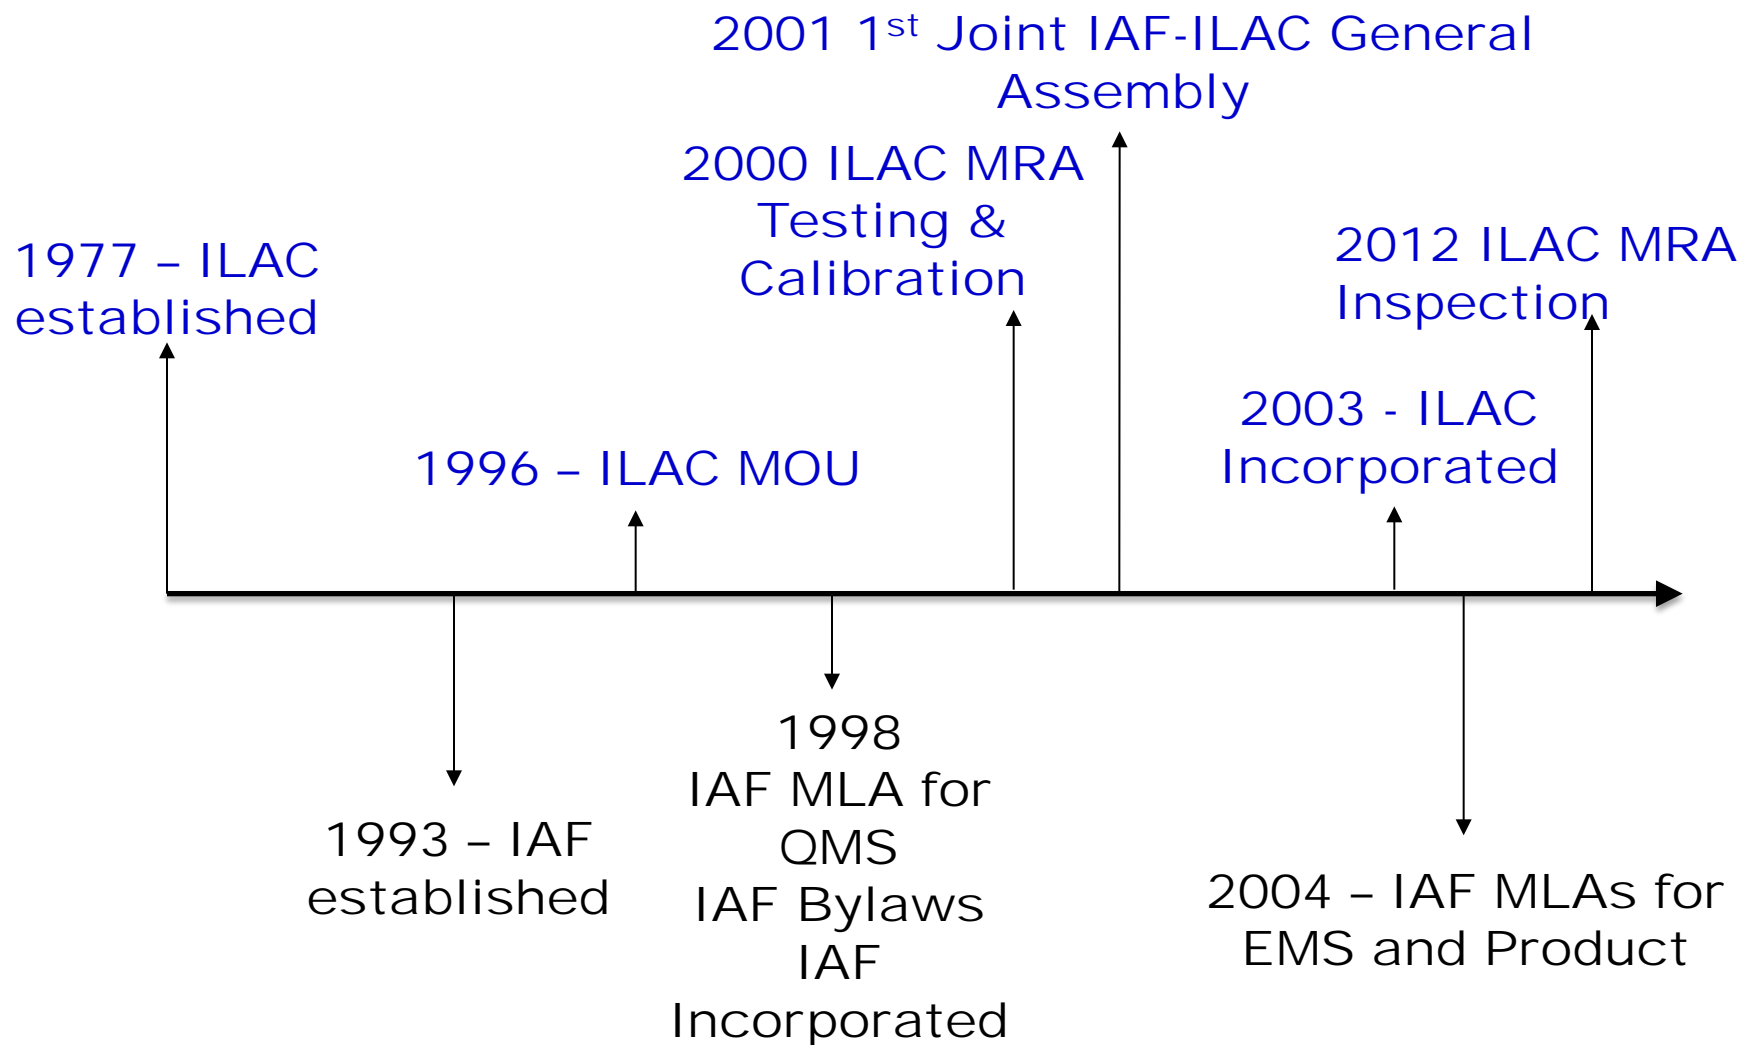 2001 1st Joint IAF-ILAC General
Assembly
2000 ILAC MRA
Testing &
Calibration
1977 – ILAC
established
2012 ILAC MRA
Inspection
2003 - ILAC
Incorporated
1996 – ILAC MOU
1993 – IAF
established
1998
IAF MLA for
QMS
IAF Bylaws
IAF
Incorporated
2004 – IAF MLAs for
EMS and Product